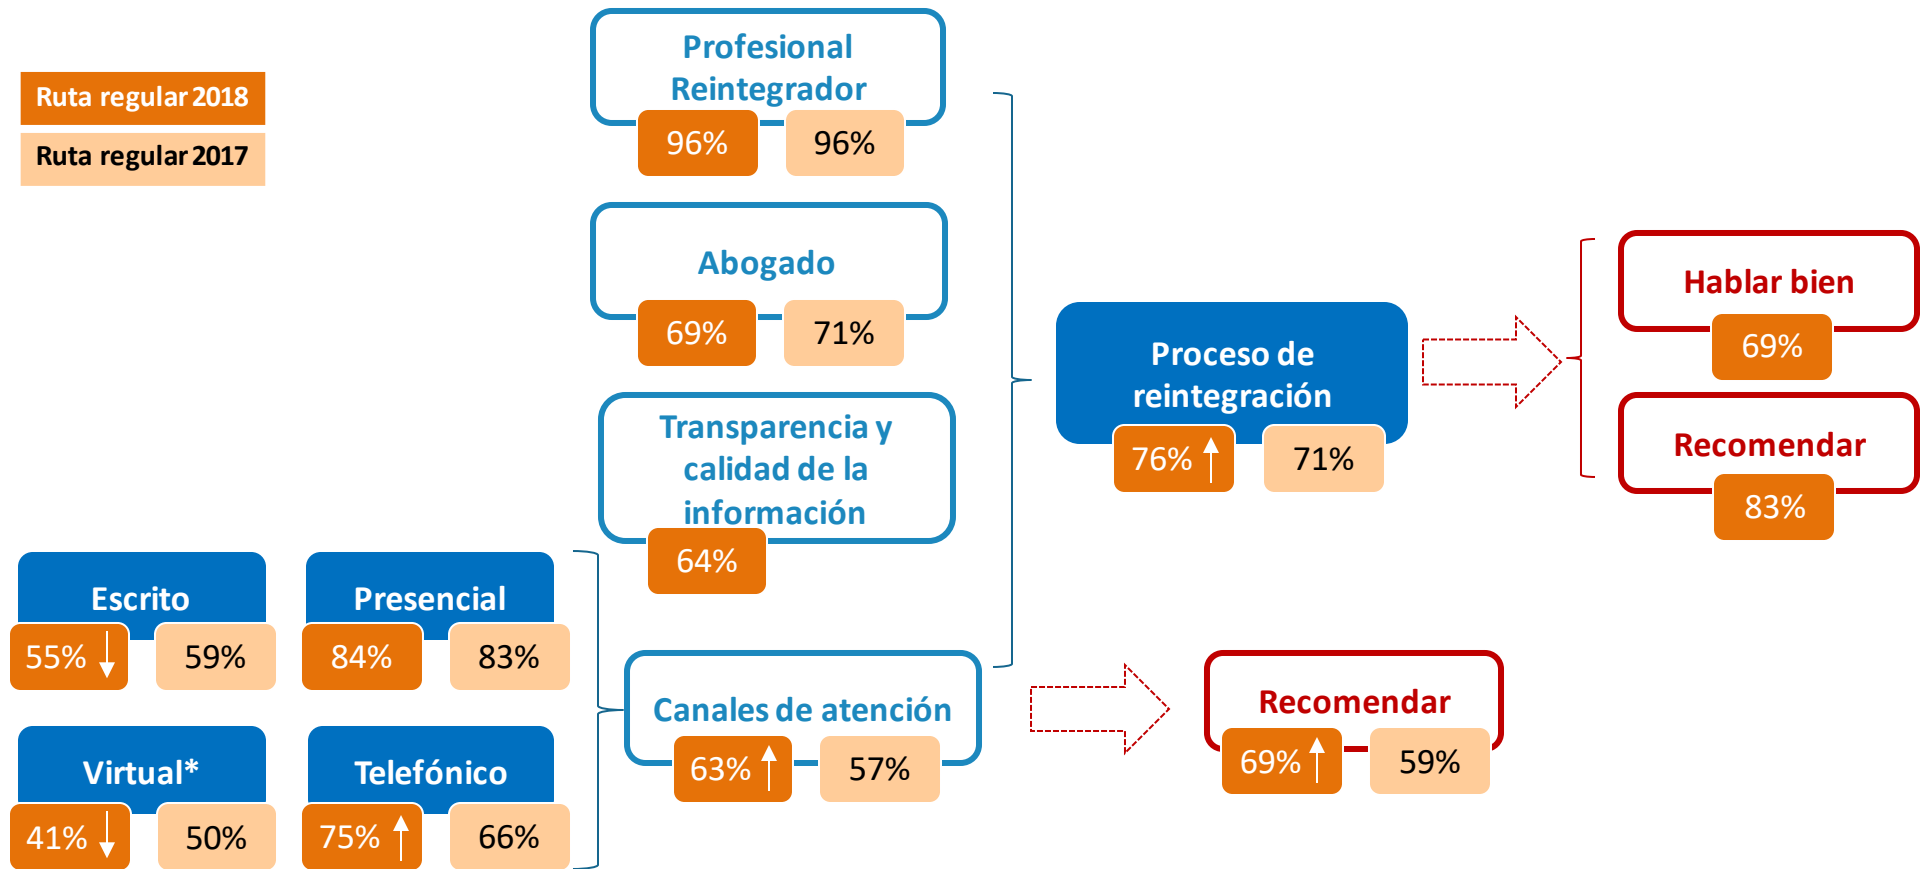 Ruta regular 2018
Ruta regular 2017
Profesional
Reintegrador
96%
96%
Abogado
69%
71%
Transparencia y
calidad de la
información
64%
Escrito
55%
59%
Presencial
84%
83%
Virtual*
41%
50%
Telefónico
75%
66%
Canales de atención
63%
57%
Proceso de
reintegración
76%
71%
Hablar bien
69%
Recomendar
83%
Recomendar
69%
59%